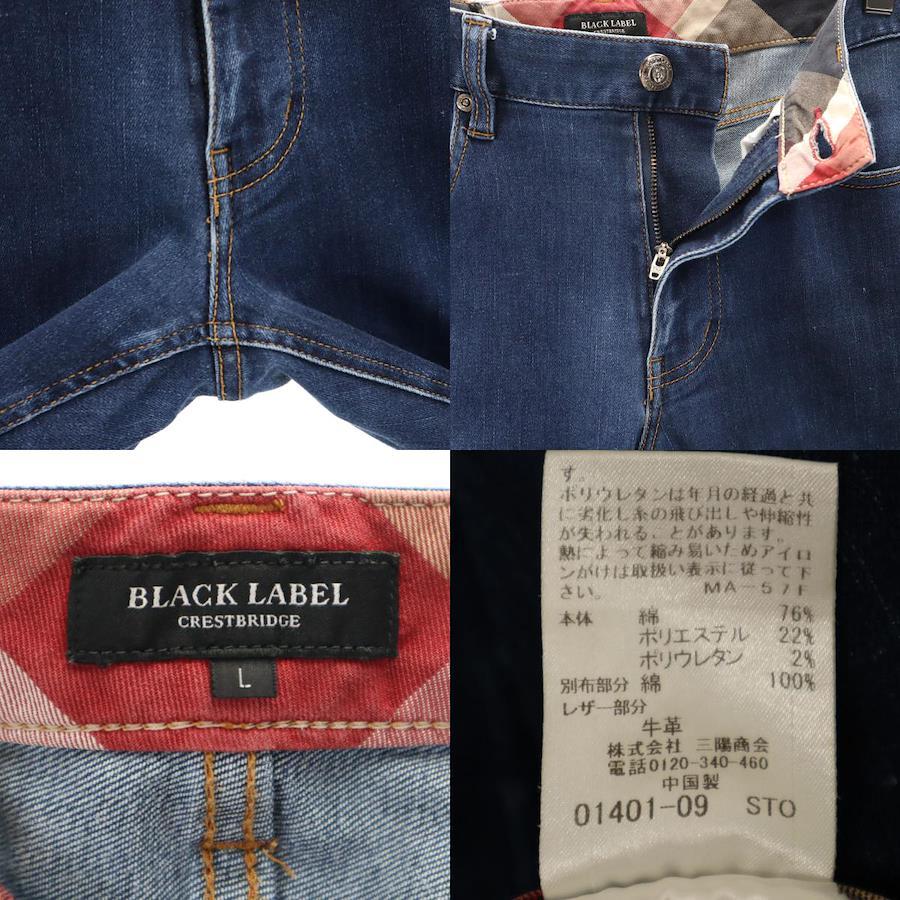 BLACK LABEL
CRESTBRIDGE
BLACK LABEL
CRESTBRIDGE
L
す。
ポリウレタンは年月の経過と共
に劣化し糸の飛び出しや伸縮性
が失われることがあります。
熱によって縮み易いためアイロ
ンがけは取扱い表示に従って下
さい。 MA-57F
本体 綿 76%
ポリエステル 22%
ポリウレタン 2%
別布部分 綿 100%
レザー部分
牛革
株式会社 三陽商会
電話0120-340-460
中国製
01401-09 STO